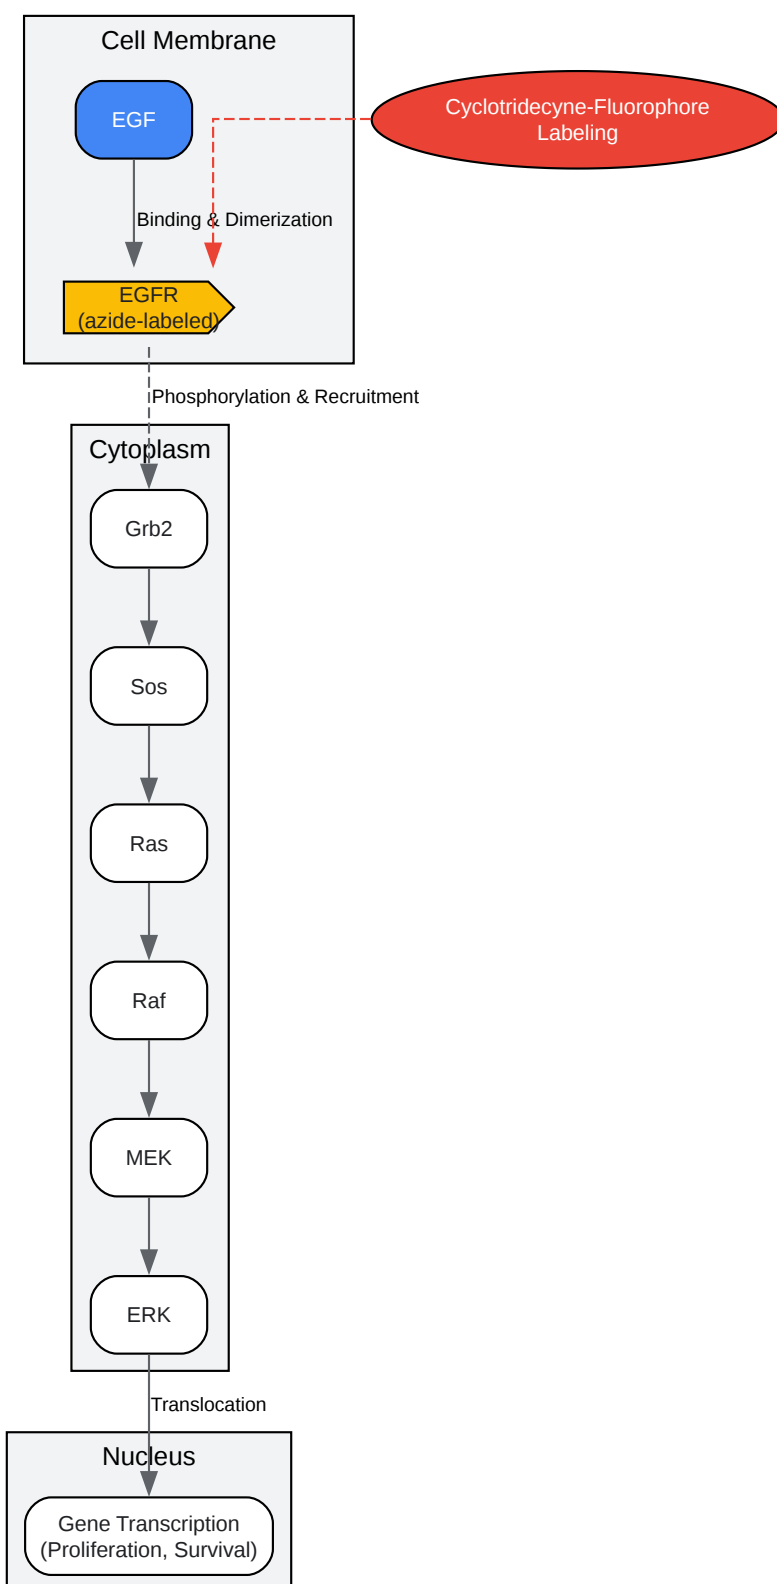 Cell Membrane
EGF
Cyclotridecyne-Fluorophore
Labeling
Binding & Dimerization
EGFR
(azide-labeled)
Phosphorylation & Recruitment
Cytoplasm
Grb2
Sos
Ras
Raf
MEK
ERK
Translocation
Nucleus
Gene Transcription
(Proliferation, Survival)